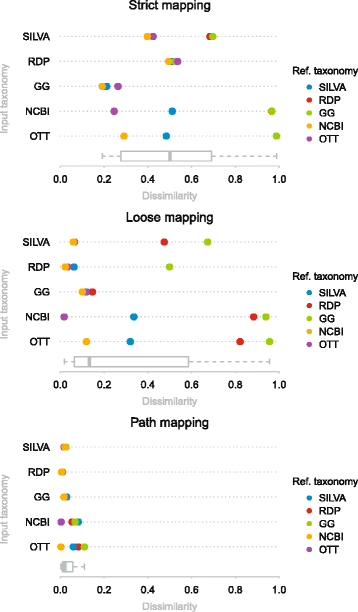 Strict mapping
Input taxonomy
SILVA
RDP
GG
NCBI
OTT
0.0 0.2 0.4 0.6 0.8 1.0
Dissimilarity
Ref. taxonomy
SILVA
RDP
GG
NCBI
OTT
Loose mapping
Input taxonomy
SILVA
RDP
GG
NCBI
OTT
0.0 0.2 0.4 0.6 0.8 1.0
Dissimilarity
Ref. taxonomy
SILVA
RDP
GG
NCBI
OTT
Path mapping
Input taxonomy
SILVA
RDP
GG
NCBI
OTT
0.0 0.2 0.4 0.6 0.8 1.0
Dissimilarity
Ref. taxonomy
SILVA
RDP
GG
NCBI
OTT